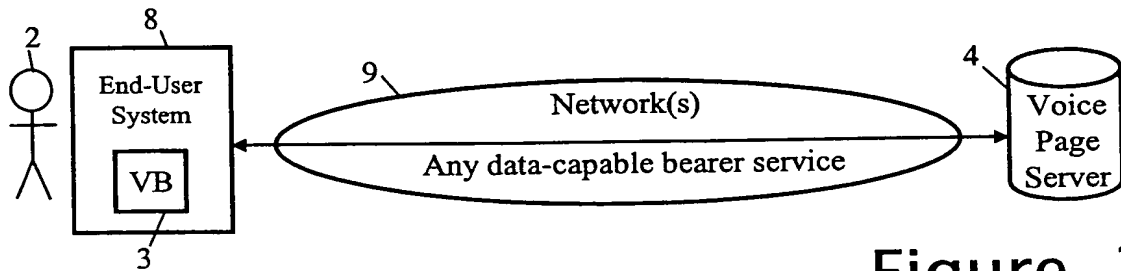 2
8
End-User
System
VB
3
9
Network(s)
Any data-capable bearer service
4
Voice
Page
Server
Figure